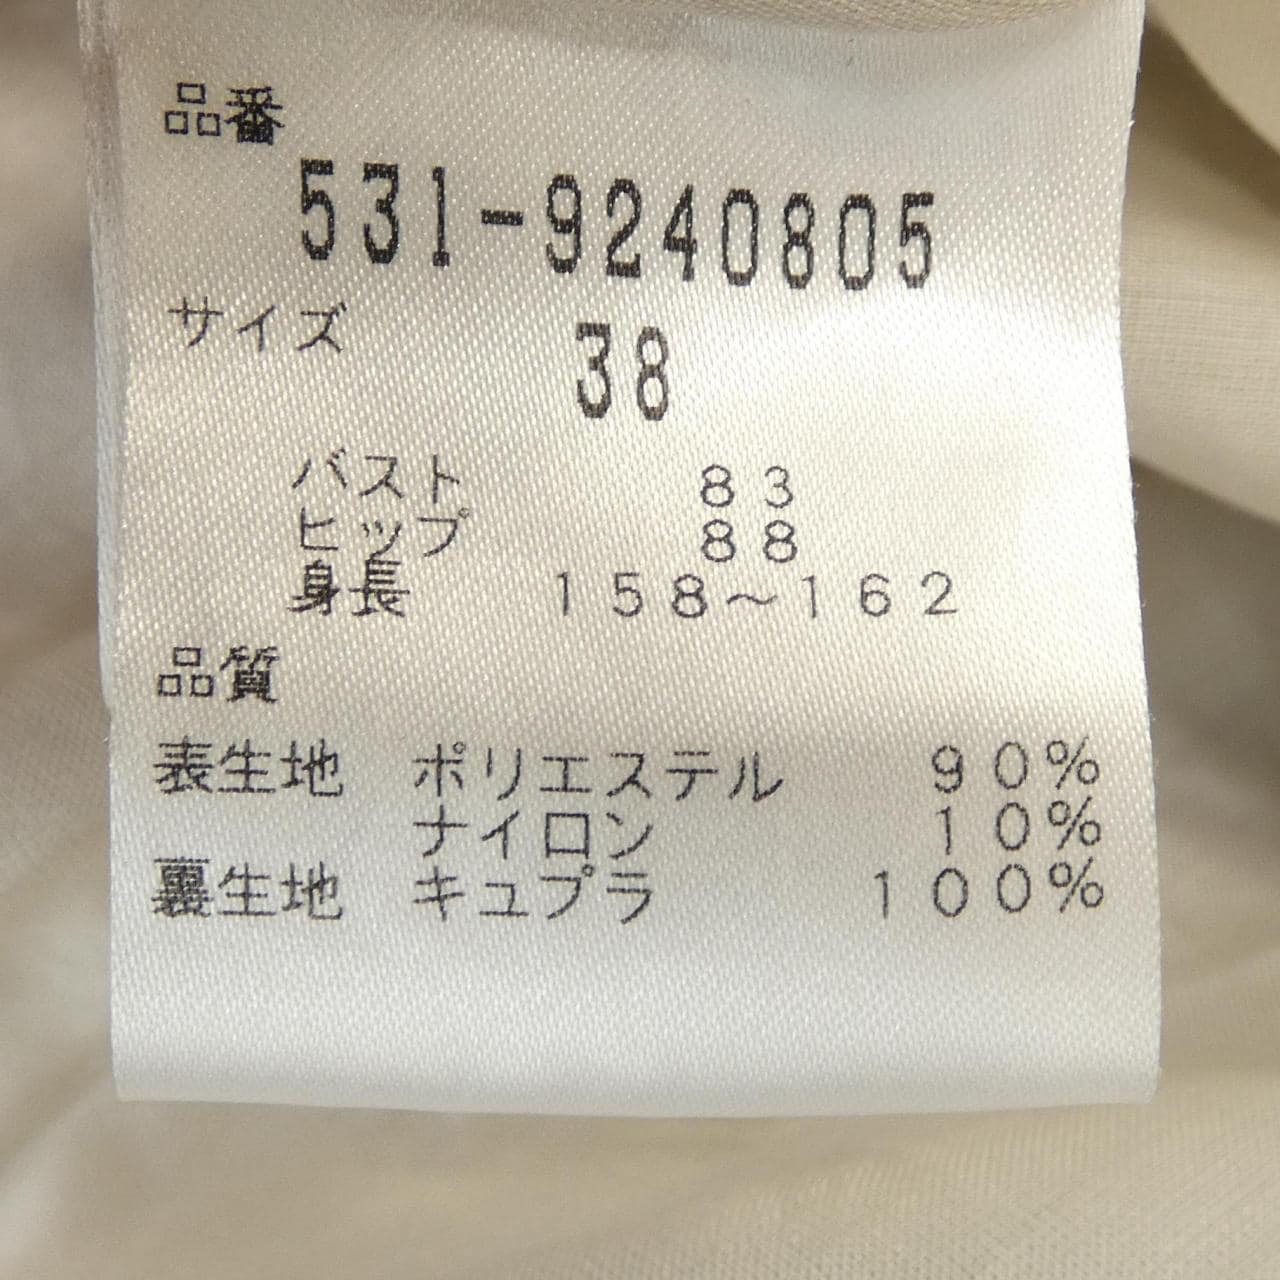 品番
531-9240805
サイズ 38
バスト 83
ヒップ 88
身長 158～162
品質
表生地 ポリエステル 90%
ナイロン 10%
裏生地 キュプラ 100%